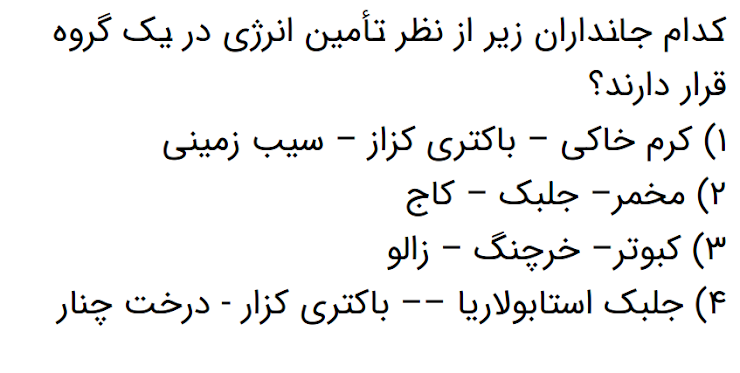 کدام جانداران زیر از نظر تأمین انرژی در یک گروه
قرار دارند؟
۱) کرم خاکی – باکتری کزاز – سیب زمینی
۲) مخمر– جلبک – کاج
۳) کبوتر– خرچنگ – زالو
۴) جلبک استابولاریا –– باکتری کزار - درخت چنار